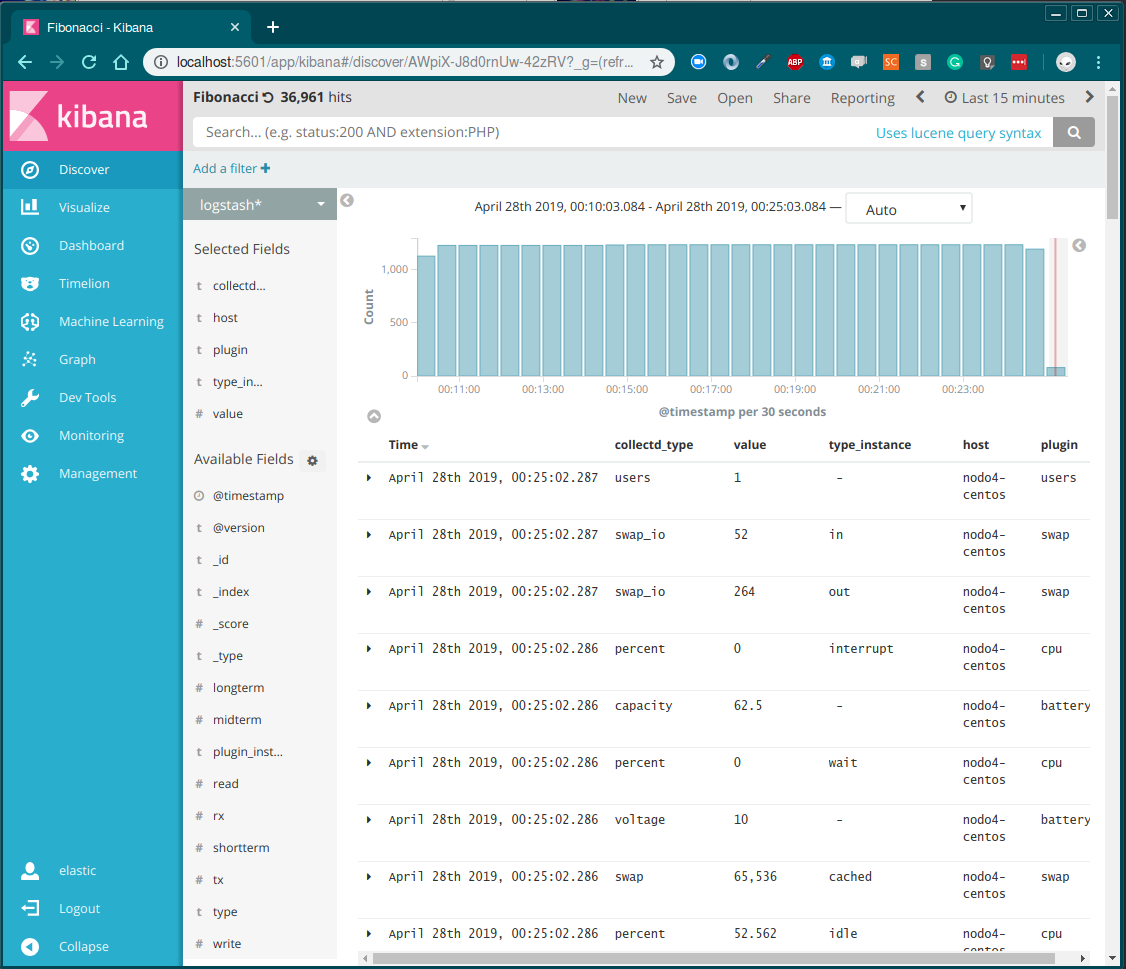 Fibonacci - Kibana
localhost:5601/app/kibana#/discover/AWpiX-J8d0rnUw-42zRV?_g=(refr...
ABP
SC
S
kibana
Discover
Visualize
Dashboard
Timelion
Machine Learning
Graph
Dev Tools
Monitoring
Management
elastic
Logout
Collapse
Fibonacci 36,961 hits
New Save Open Share Reporting Last 15 minutes
Search... (e.g. status:200 AND extension:PHP) Uses lucene query syntax
Add a filter
logstash*
Selected Fields
t collectd...
t host
t plugin
t type_in...
# value
Available Fields
@timestamp
t @version
t _id
t _index
# _score
t _type
# longterm
# midterm
t plugin_inst...
# read
# rx
# shortterm
# tx
t type
# write
April 28th 2019, 00:10:03.084 - April 28th 2019, 00:25:03.084 — Auto
Count
1,000
500
0
00:11:00 00:13:00 00:15:00 00:17:00 00:19:00 00:21:00 00:23:00
@timestamp per 30 seconds
Time collectd_type value type_instance host plugin
April 28th 2019, 00:25:02.287 users 1 - nodo4-centos users
April 28th 2019, 00:25:02.287 swap_io 52 in nodo4-centos swap
April 28th 2019, 00:25:02.287 swap_io 264 out nodo4-centos swap
April 28th 2019, 00:25:02.286 percent 0 interrupt nodo4-centos cpu
April 28th 2019, 00:25:02.286 capacity 62.5 - nodo4-centos battery
April 28th 2019, 00:25:02.286 percent 0 wait nodo4-centos cpu
April 28th 2019, 00:25:02.286 voltage 10 - nodo4-centos battery
April 28th 2019, 00:25:02.286 swap 65,536 cached nodo4-centos swap
April 28th 2019, 00:25:02.286 percent 52.562 idle nodo4-centos cpu